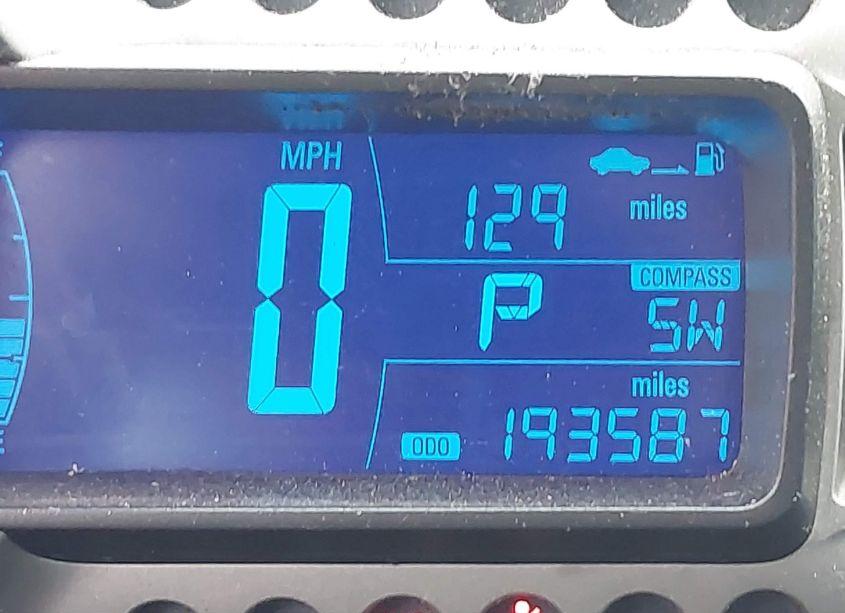 MPH
0
129 miles
P
COMPASS
SW
miles
ODO 193587